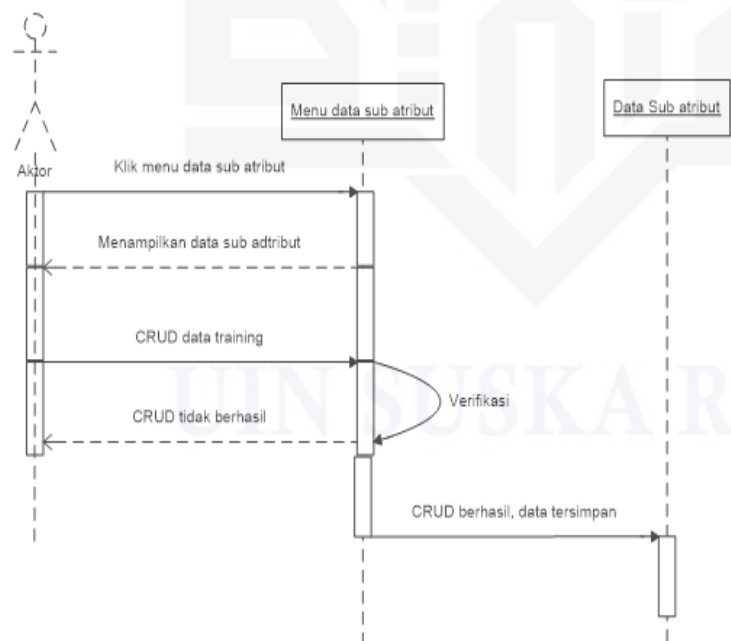 Menu data sub atribut
Data Sub atribut
Aktor
Klik menu data sub atribut
Menampilkan data sub adtribut
CRUD data training
Verifikasi
CRUD tidak berhasil
CRUD berhasil, data tersimpan
UIN SUSKA R